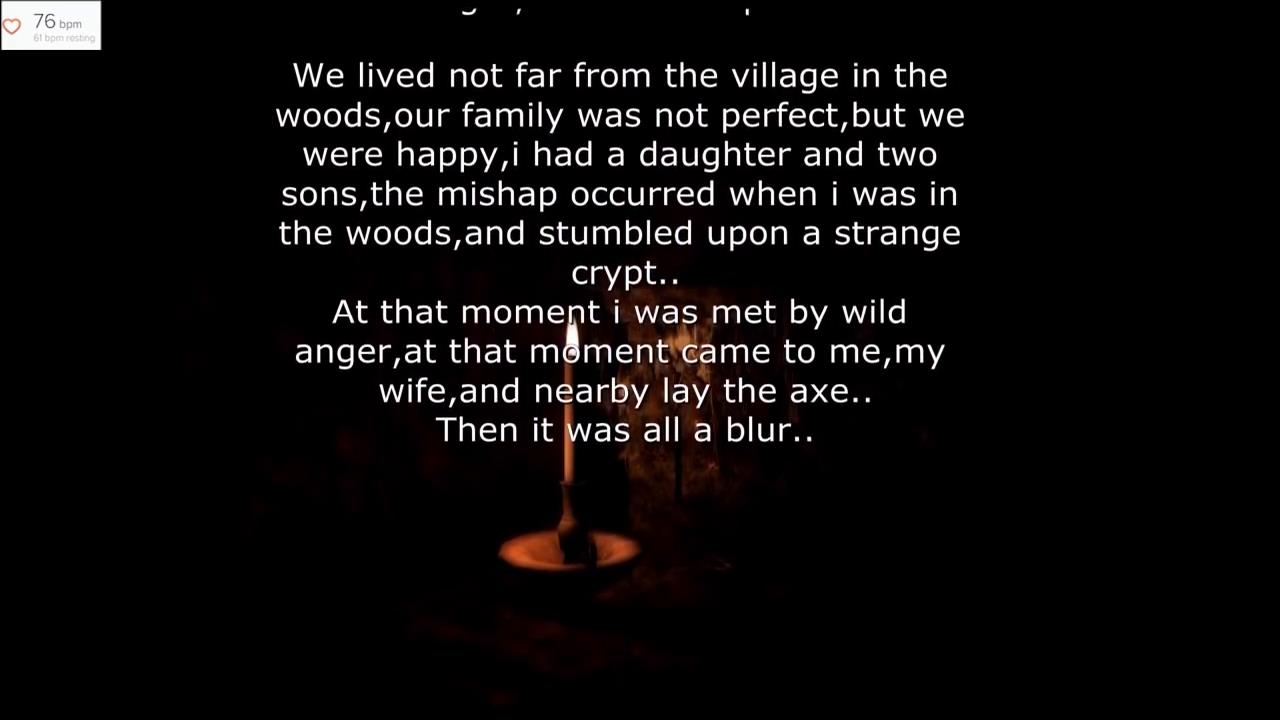 76 bpm
61 bpm resting
We lived not far from the village in the
woods,our family was not perfect,but we
were happy,i had a daughter and two
sons,the mishap occurred when i was in
the woods,and stumbled upon a strange
crypt..
At that moment i was met by wild
anger,at that moment came to me,my
wife,and nearby lay the axe..
Then it was all a blur..